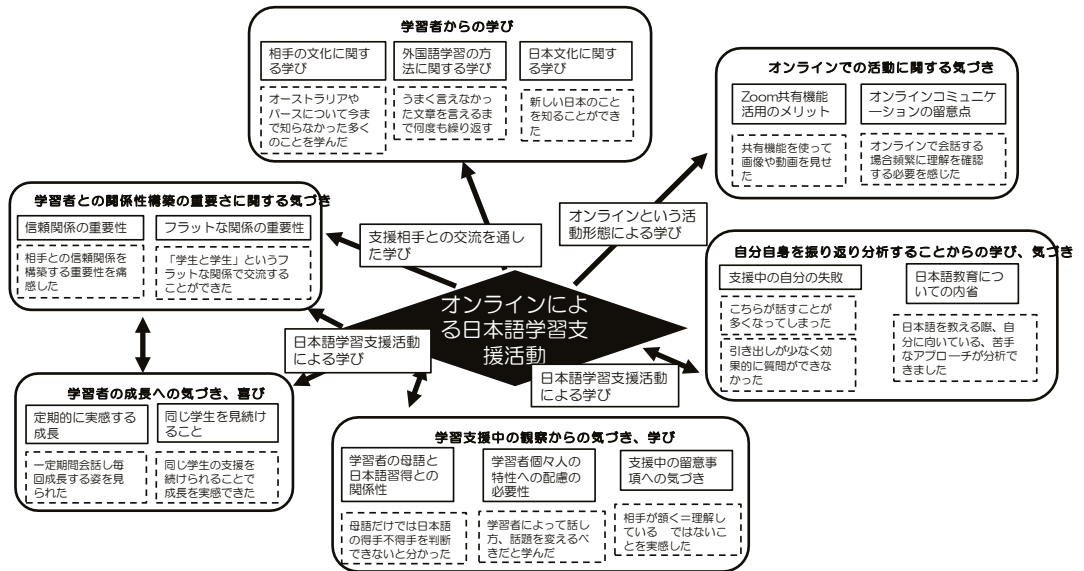 学習者からの学び
相手の文化に関す
る学び
外国語学習の方
法に関する学び
日本文化に関す
る学び
オーストラリアや
パースについて今ま
で知らなかった多く
のことを学んだ
うまく言えなかっ
た文章を言えるま
で何度も繰り返す
新しい日本のこと
を知ることができ
た
オンラインでの活動に関する気づき
Zoom共有機能
活用のメリット
オンラインコミュニケ
ーションの留意点
共有機能を使って
画像や動画を見せ
た
オンラインで会話する
場合頻繁に理解を確認
する必要を感じた
学習者との関係性構築の重要さに関する気づき
信頼関係の重要性
フラットな関係の重要性
相手との信頼関係を
構築する重要性を痛
感した
「学生と学生」というフ
ラットな関係で交流する
ことができた
支援相手との交流を通し
た学び
オンラインという活
動形態による学び
オンラインによ
る日本語学習支
援活動
日本語学習支援活動
による学び
日本語学習支援活動
による学び
自分自身を振り返り分析することからの学び、気づき
支援中の自分の失敗
日本語教育につ
いての内省
こちらが話すことが
多くなってしまった
引き出しが少なく効
果的に質問ができな
かった
日本語を教える際、自
分に向いている、苦手
なアプローチが分析で
きました
学習者の成長への気づき、喜び
定期的に実感する
成長
同じ学生を見続け
ること
一定期間会話し毎
回成長する姿を見
られた
同じ学生の支援を
続けられることで
成長を実感できた
学習支援中の観察からの気づき、学び
学習者の母語と
日本語習得との
関係性
学習者個々人の
特性への配慮の
必要性
支援中の留意事
項への気づき
母語だけでは日本語
の得手不得手を判断
できないと分かった
学習者によって話し
方、話題を変えるべ
きだと学んだ
相手が頷く＝理解し
ている　ではないこ
とを実感した